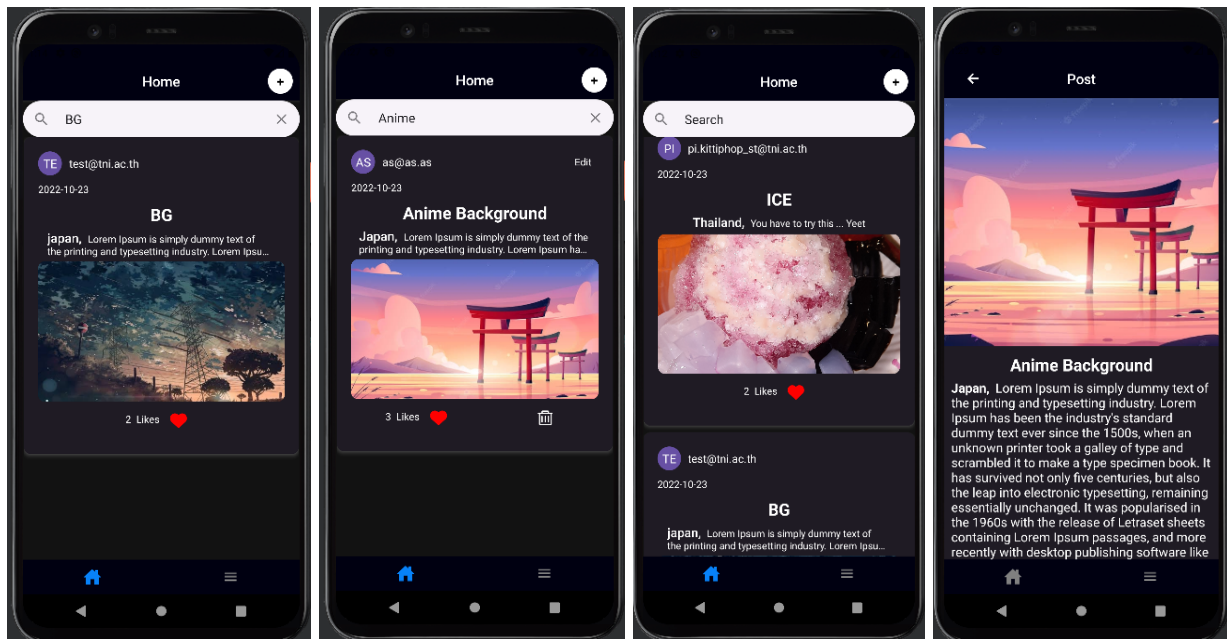 Home
+
BG
TE test@tni.ac.th
2022-10-23
BG
japan, Lorem Ipsum is simply dummy text of
the printing and typesetting industry. Lorem Ipsu...
2 Likes
Home
+
Anime
AS as@as.as Edit
2022-10-23
Anime Background
Japan, Lorem Ipsum is simply dummy text of the
printing and typesetting industry. Lorem Ipsum ha...
3 Likes
Home
+
Search
PI pi.kittiphop_st@tni.ac.th
2022-10-23
ICE
Thailand, You have to try this ... Yeet
2 Likes
TE test@tni.ac.th
2022-10-23
BG
japan, Lorem Ipsum is simply dummy text of
the printing and typesetting industry. Lorem Ipsu...
Post
Anime Background
Japan, Lorem Ipsum is simply dummy text of
the printing and typesetting industry. Lorem
Ipsum has been the industry's standard
dummy text ever since the 1500s, when an
unknown printer took a galley of type and
scrambled it to make a type specimen book. It
has survived not only five centuries, but also
the leap into electronic typesetting, remaining
essentially unchanged. It was popularised in
the 1960s with the release of Letraset sheets
containing Lorem Ipsum passages, and more
recently with desktop publishing software like